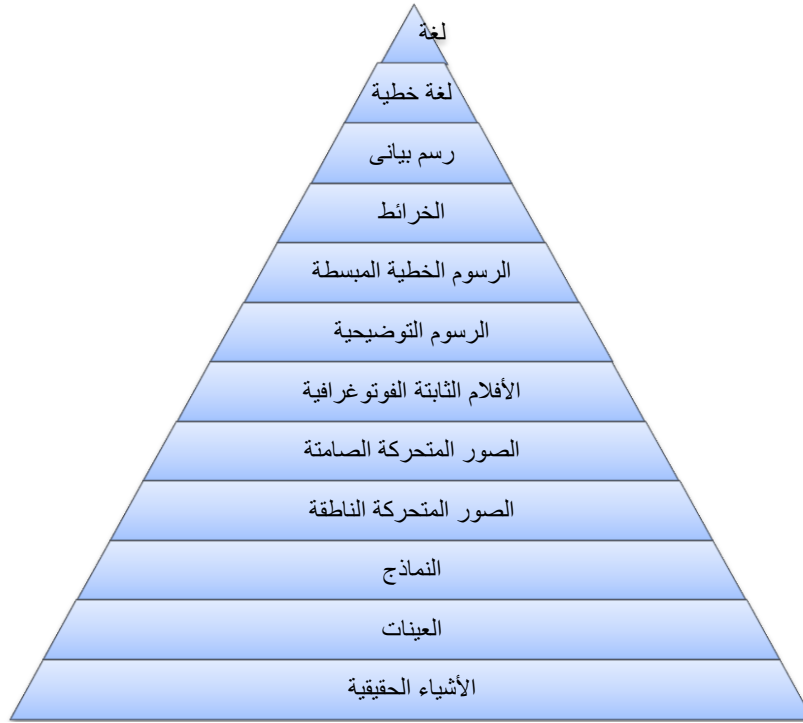 لغة
لغة خطية
رسم بيانى
الخرائط
الرسوم الخطية المبسطة
الرسوم التوضيحية
الأفلام الثابتة الفوتوغرافية
الصور المتحركة الصامتة
الصور المتحركة الناطقة
النماذج
العينات
الأشياء الحقيقية